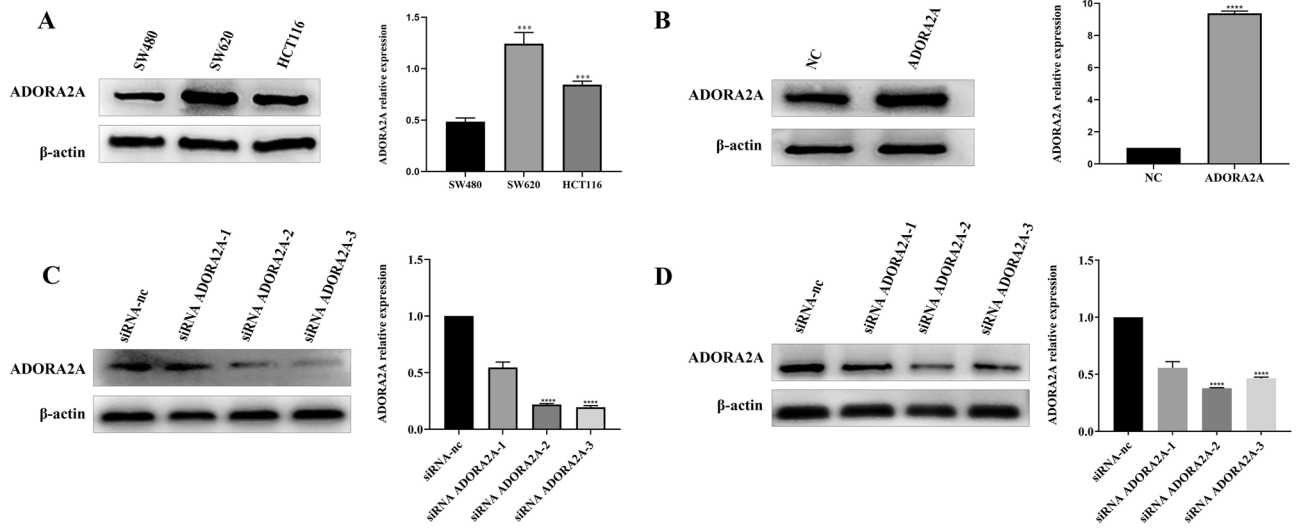 A
SW480
SW620
HCT116
ADORA2A
β-actin
ADORA2A relative expression
1.5
1.0
0.5
0.0
***
***
SW480
SW620
HCT116
B
NC
ADORA2A
ADORA2A
β-actin
ADORA2A relative expression
10
8
6
4
2
0
****
NC
ADORA2A
C
siRNA-nc
siRNA ADORA2A-1
siRNA ADORA2A-2
siRNA ADORA2A-3
ADORA2A
β-actin
ADORA2A relative expression
1.5
1.0
0.5
0.0
****
****
siRNA-nc
siRNA ADORA2A-1
siRNA ADORA2A-2
siRNA ADORA2A-3
D
siRNA-nc
siRNA ADORA2A-1
siRNA ADORA2A-2
siRNA ADORA2A-3
ADORA2A
β-actin
ADORA2A relative expression
1.5
1.0
0.5
0.0
****
****
siRNA-nc
siRNA ADORA2A-1
siRNA ADORA2A-2
siRNA ADORA2A-3